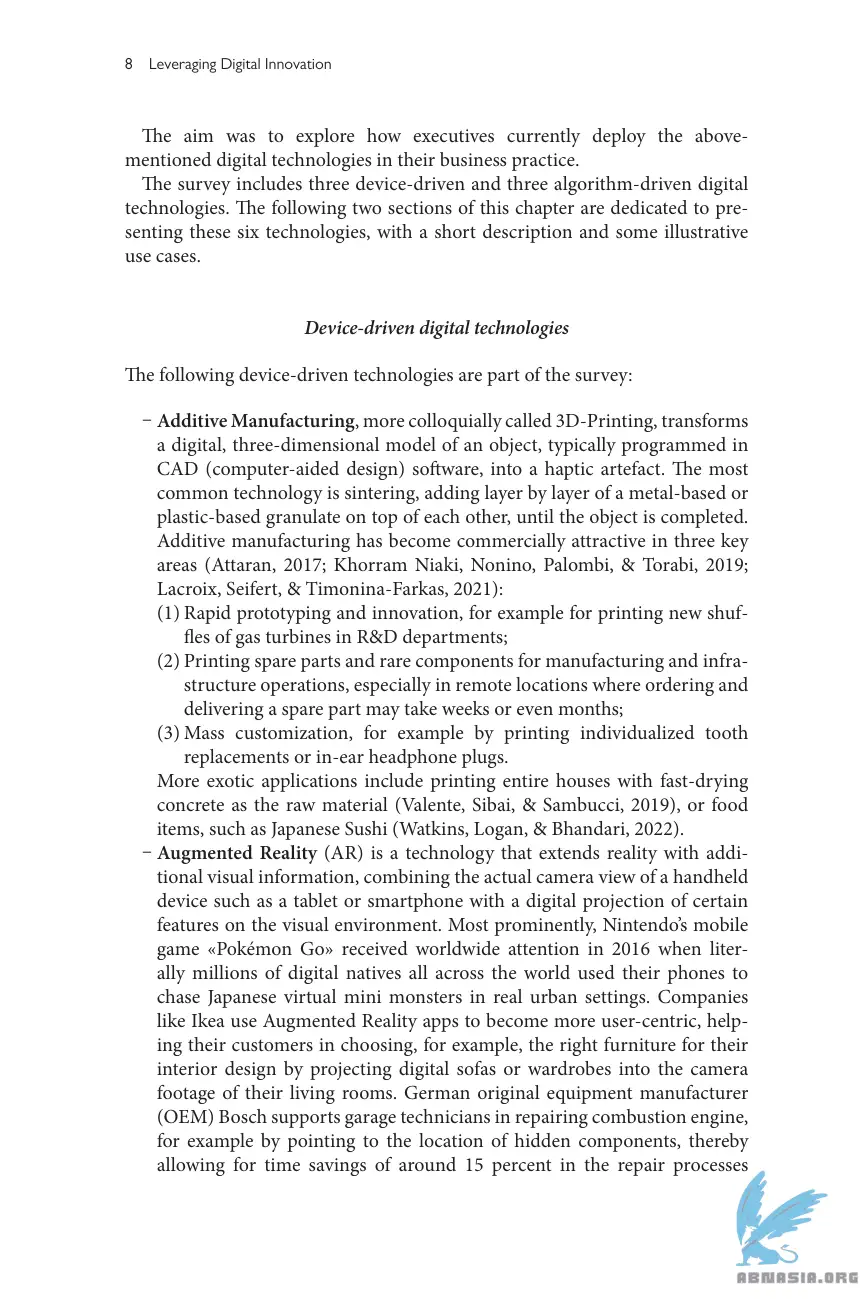 8 Leveraging Digital Innovation
The aim was to explore how executives currently deploy the above-
mentioned digital technologies in their business practice.
The survey includes three device-driven and three algorithm-driven digital
technologies. The following two sections of this chapter are dedicated to pre-
senting these six technologies, with a short description and some illustrative
use cases.
Device-driven digital technologies
The following device-driven technologies are part of the survey:
– Additive Manufacturing, more colloquially called 3D-Printing, transforms
a digital, three-dimensional model of an object, typically programmed in
CAD (computer-aided design) software, into a haptic artefact. The most
common technology is sintering, adding layer by layer of a metal-based or
plastic-based granulate on top of each other, until the object is completed.
Additive manufacturing has become commercially attractive in three key
areas (Attaran, 2017; Khorram Niaki, Nonino, Palombi, & Torabi, 2019;
Lacroix, Seifert, & Timonina-Farkas, 2021):
(1) Rapid prototyping and innovation, for example for printing new shuf-
fles of gas turbines in R&D departments;
(2) Printing spare parts and rare components for manufacturing and infra-
structure operations, especially in remote locations where ordering and
delivering a spare part may take weeks or even months;
(3) Mass customization, for example by printing individualized tooth
replacements or in-ear headphone plugs.
More exotic applications include printing entire houses with fast-drying
concrete as the raw material (Valente, Sibai, & Sambucci, 2019), or food
items, such as Japanese Sushi (Watkins, Logan, & Bhandari, 2022).
– Augmented Reality (AR) is a technology that extends reality with addi-
tional visual information, combining the actual camera view of a handheld
device such as a tablet or smartphone with a digital projection of certain
features on the visual environment. Most prominently, Nintendo's mobile
game «Pokémon Go» received worldwide attention in 2016 when liter-
ally millions of digital natives all across the world used their phones to
chase Japanese virtual mini monsters in real urban settings. Companies
like Ikea use Augmented Reality apps to become more user-centric, help-
ing their customers in choosing, for example, the right furniture for their
interior design by projecting digital sofas or wardrobes into the camera
footage of their living rooms. German original equipment manufacturer
(OEM) Bosch supports garage technicians in repairing combustion engine,
for example by pointing to the location of hidden components, thereby
allowing for time savings of around 15 percent in the repair processes
ABNASIA.ORG